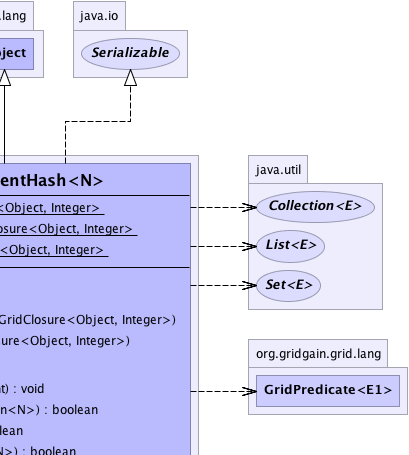 .lang
java.io
ject
Serializable
entHash<N>
java.util
<Object, Integer>
Collection<E>
osure<Object, Integer>
List<E>
<Object, Integer>
Set<E>
GridClosure<Object, Integer>)
sure<Object, Integer>)
org.gridgain.grid.lang
t) : void
GridPredicate<E1>
n<N>) : boolean
lean
>) : boolean